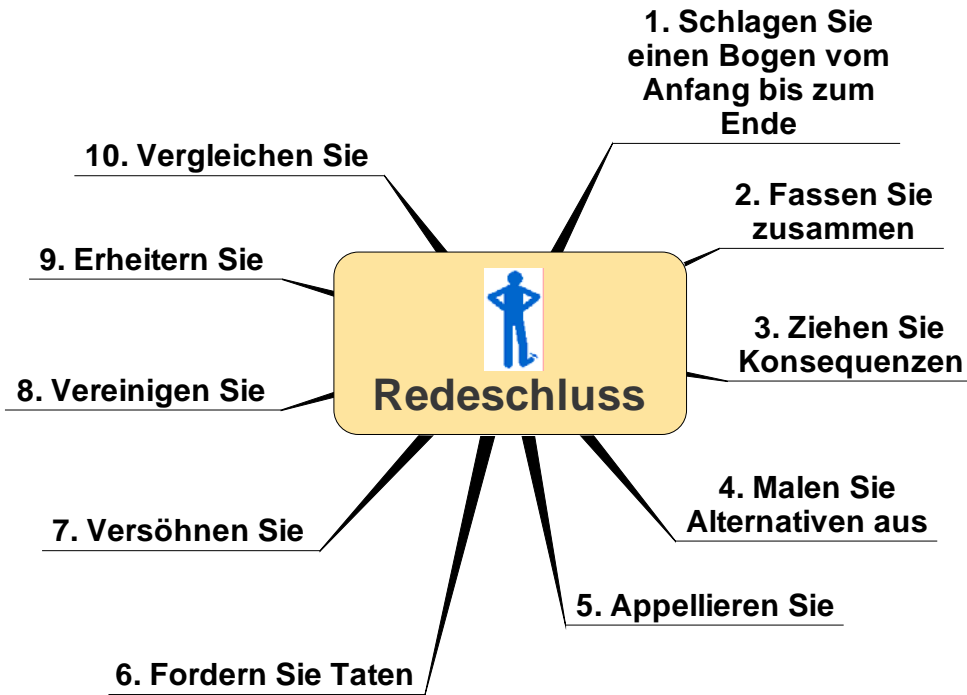 Redeschluss
1. Schlagen Sie
einen Bogen vom
Anfang bis zum
Ende
2. Fassen Sie
zusammen
3. Ziehen Sie
Konsequenzen
4. Malen Sie
Alternativen aus
5. Appellieren Sie
6. Fordern Sie Taten
7. Versöhnen Sie
8. Vereinigen Sie
9. Erheitern Sie
10. Vergleichen Sie